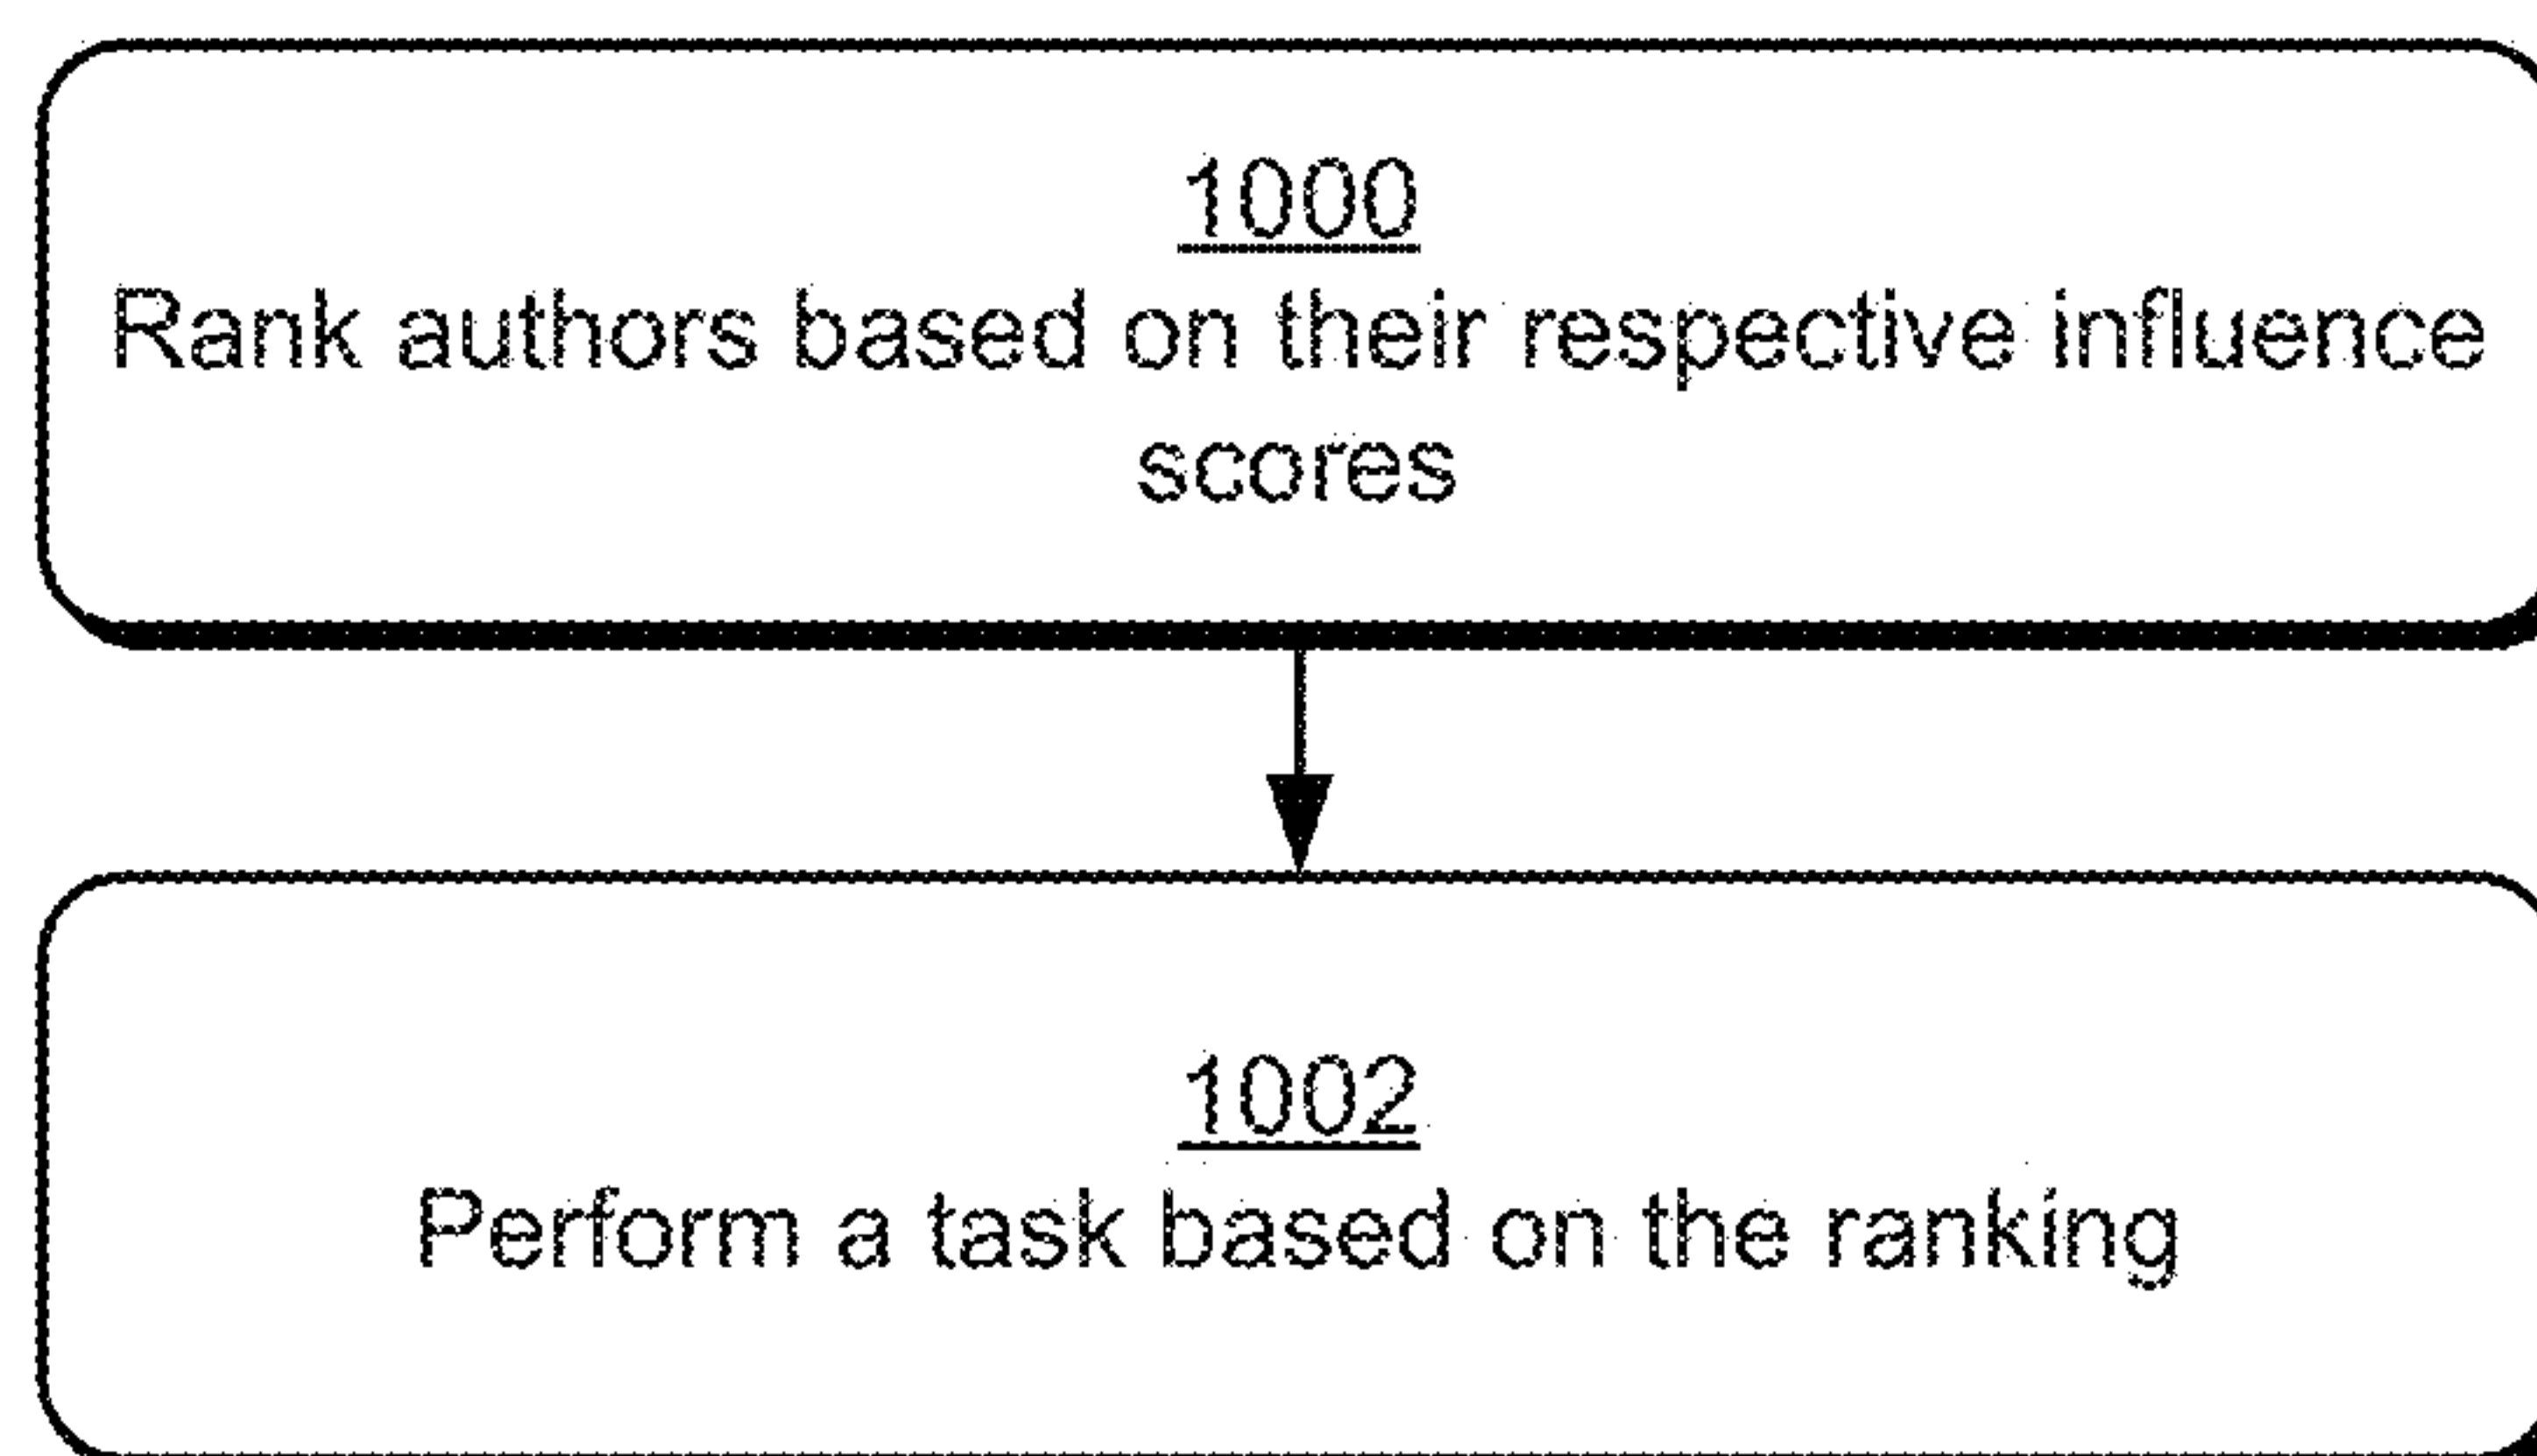 1000
Rank authors based on their respective influence
scores
1002
Perform a task based on the ranking